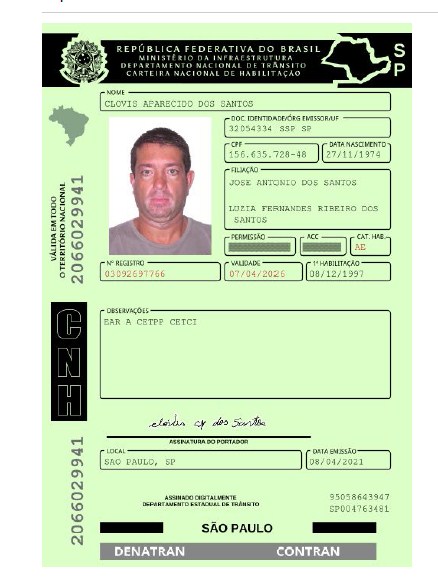 REPÚBLICA FEDERATIVA DO BRASIL
MINISTÉRIO DA INFRAESTRUTURA
DEPARTAMENTO NACIONAL DE TRÂNSITO
CARTEIRA NACIONAL DE HABILITAÇÃO
SP
NOME
CLOVIS APARECIDO DOS SANTOS
DOC. IDENTIDADE/ÓRG EMISSOR/UF
32054334 SSP SP
CPF DATA NASCIMENTO
156.635.728-48 27/11/1974
FILIAÇÃO
JOSE ANTONIO DOS SANTOS
LUZIA FERNANDES RIBEIRO DOS
SANTOS
PERMISSÃO ACC CAT. HAB.
AE
Nº REGISTRO VALIDADE 1ª HABILITAÇÃO
03092697766 07/04/2026 08/12/1997
VÁLIDA EM TODO
O TERRITÓRIO NACIONAL
2066029941
OBSERVAÇÕES
EAR A CETPP CETCI
CNH
dos Santos
ASSINATURA DO PORTADOR
LOCAL DATA EMISSÃO
SAO PAULO, SP 08/04/2021
2066029941
ASSINADO DIGITALMENTE
DEPARTAMENTO ESTADUAL DE TRÂNSITO
95058643947
SP004763481
SÃO PAULO
DENATRAN CONTRAN